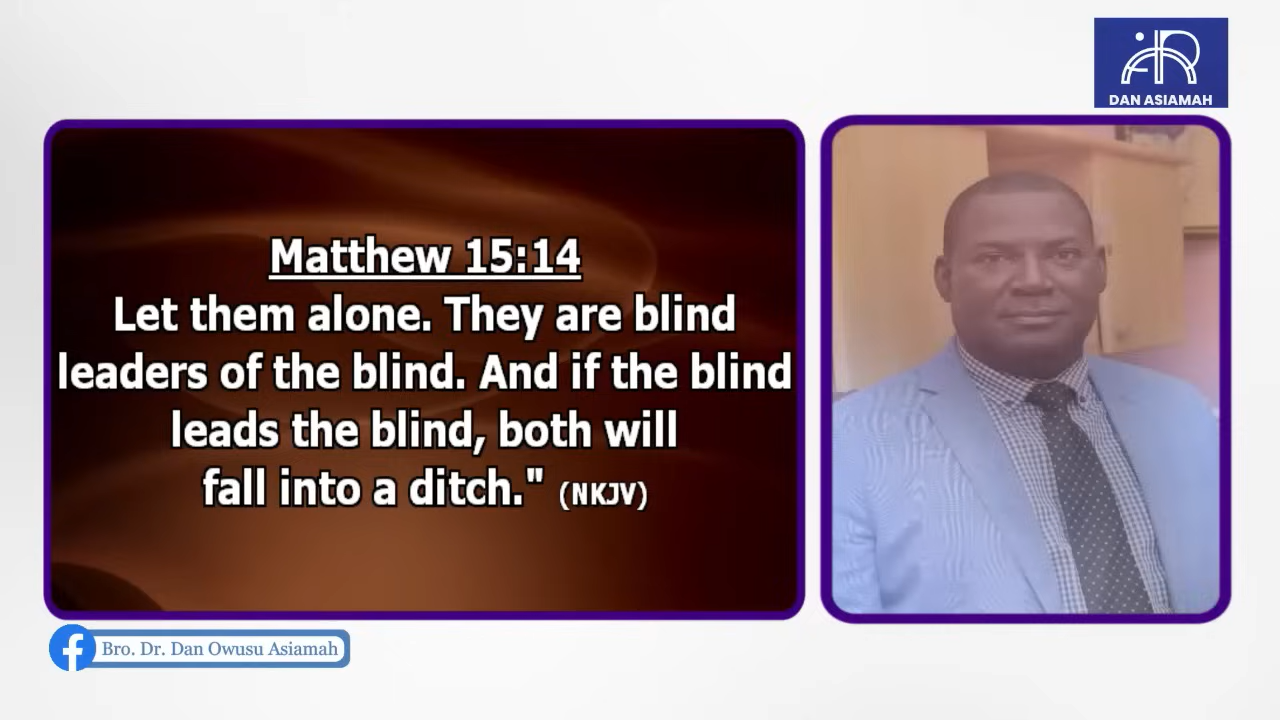 DAN ASIAMAH
Matthew 15:14
Let them alone. They are blind
leaders of the blind. And if the blind
leads the blind, both will
fall into a ditch." (NKJV)
Bro. Dr. Dan Owusu Asiamah